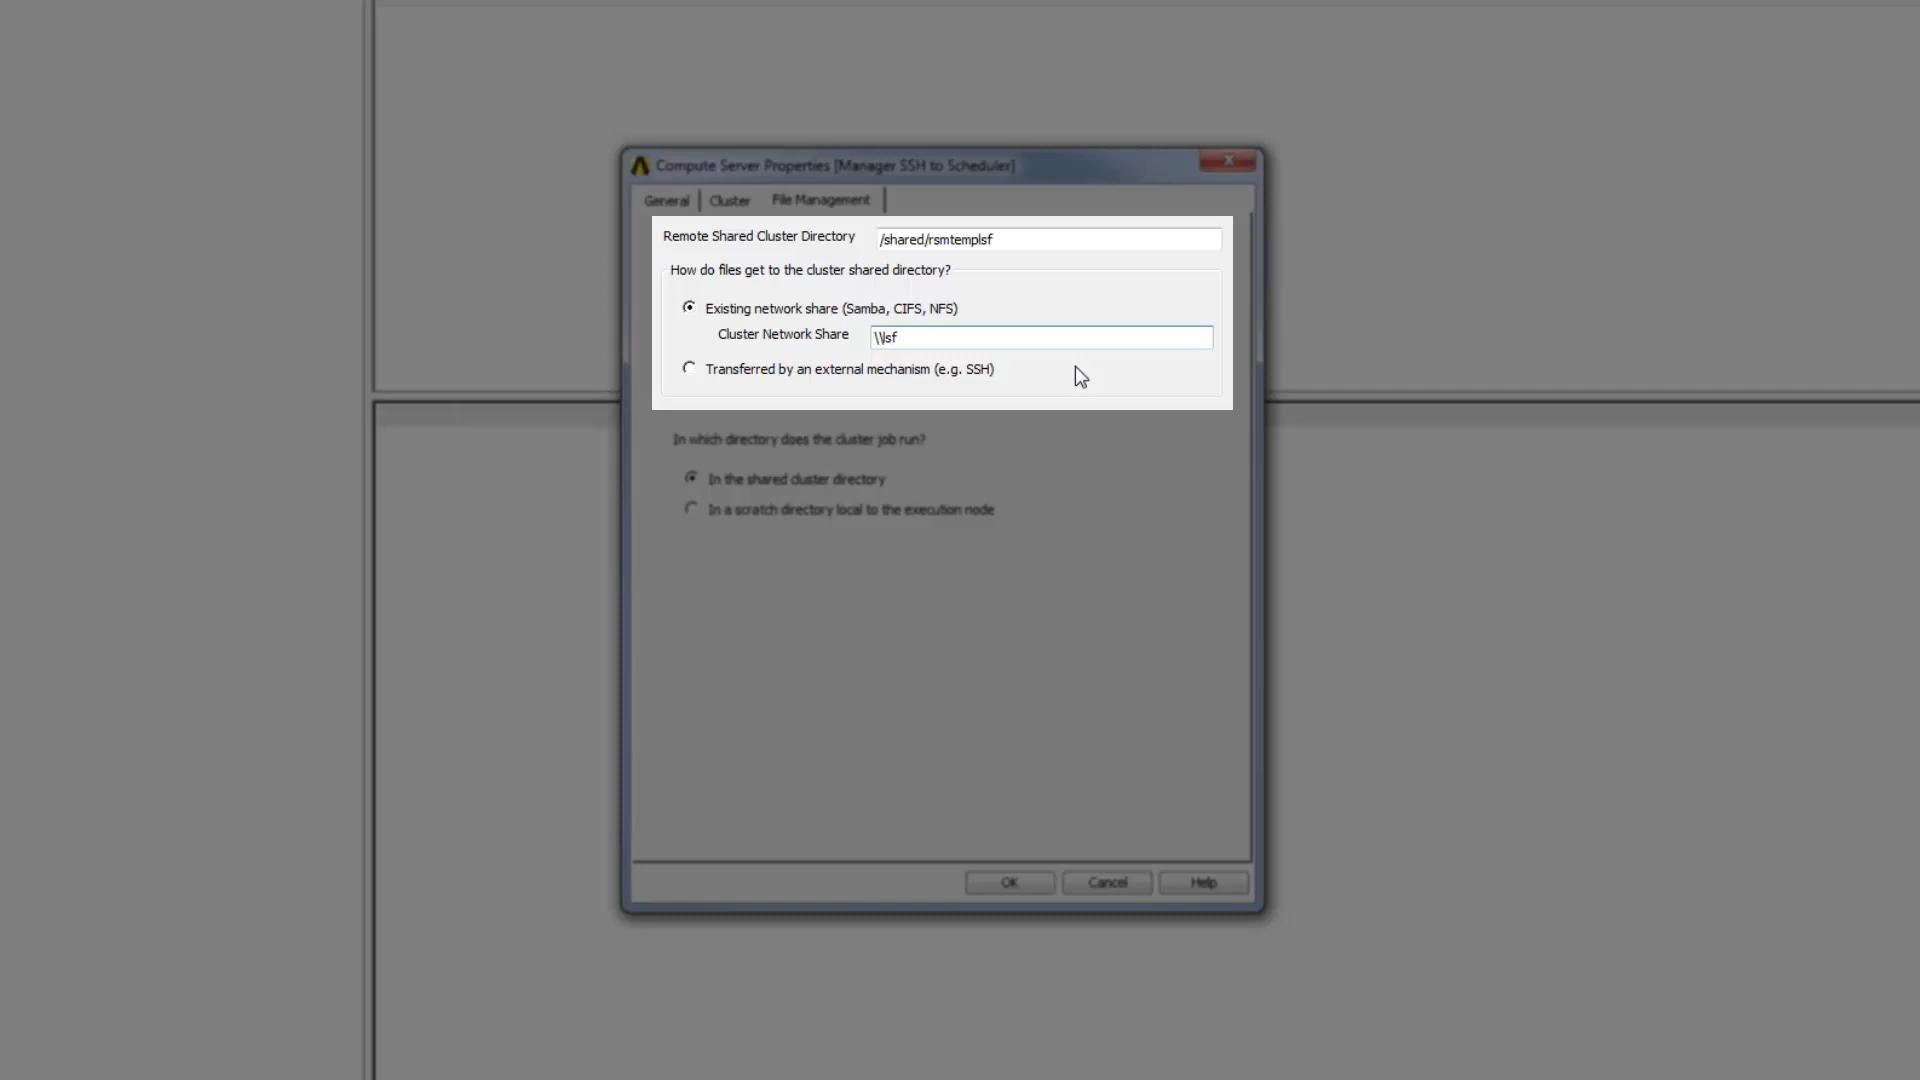 Compute Server Properties [Manager SSH to Scheduler]
General Cluster File Management
Remote Shared Cluster Directory /shared/rsmtemplsf
How do files get to the cluster shared directory?
Existing network share (Samba, CIFS, NFS)
Cluster Network Share \\lsf
Transferred by an external mechanism (e.g. SSH)
In which directory does the cluster job run?
In the shared cluster directory
In a scratch directory local to the execution node
OK Cancel Help